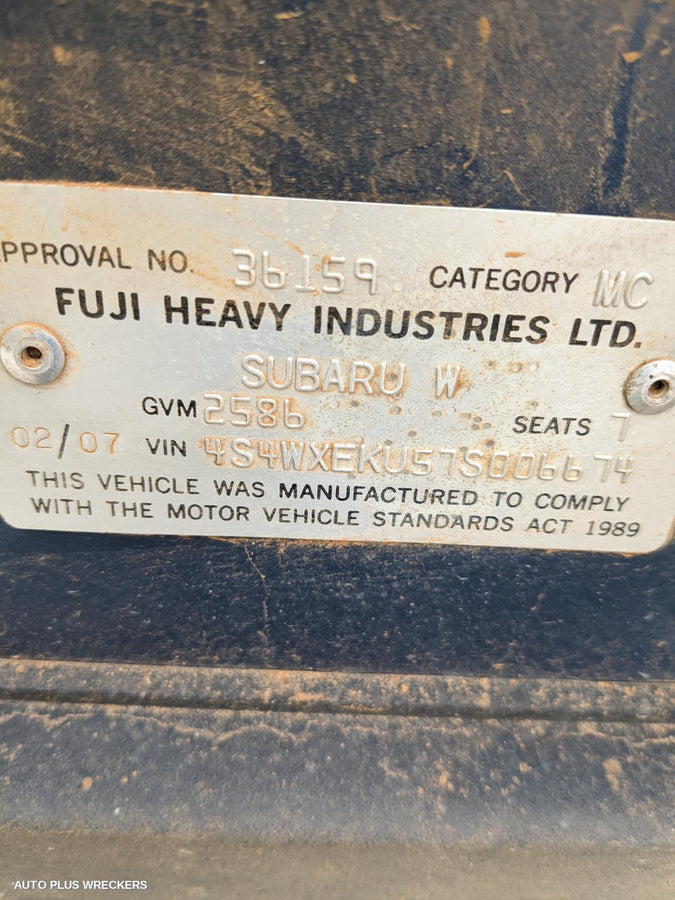 APPROVAL NO. 36159 CATEGORY MC
FUJI HEAVY INDUSTRIES LTD.
SUBARU W
GVM 2586 SEATS 7
02/07 VIN 4S4WXEKU57S006674
THIS VEHICLE WAS MANUFACTURED TO COMPLY
WITH THE MOTOR VEHICLE STANDARDS ACT 1989
AUTO PLUS WRECKERS